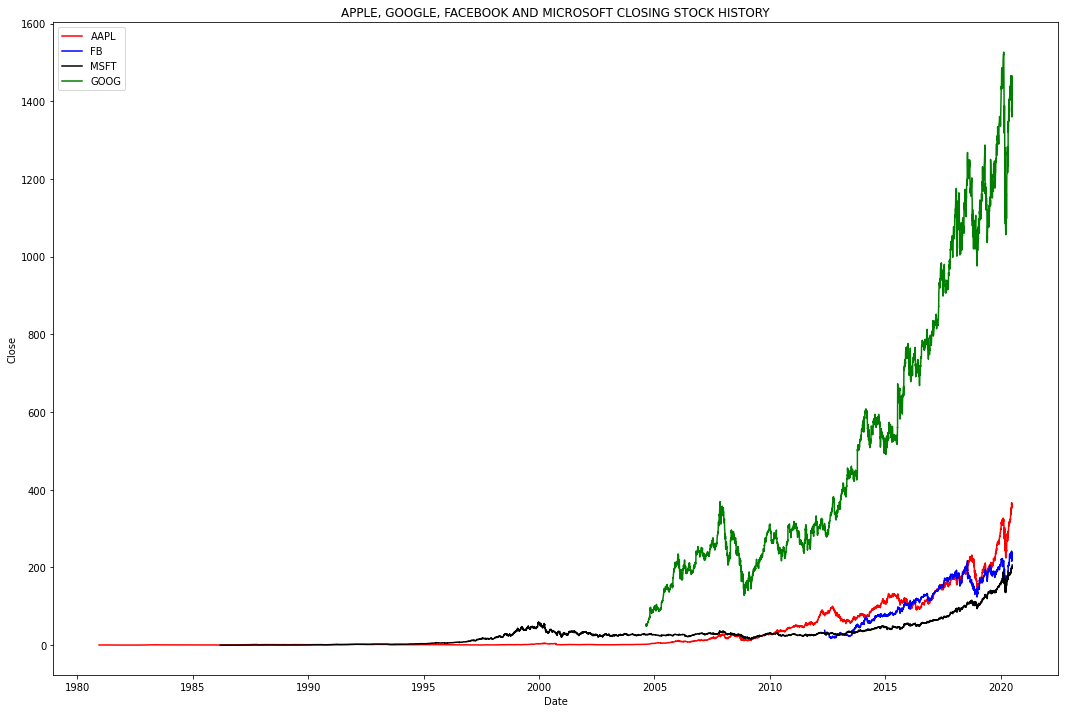 APPLE, GOOGLE, FACEBOOK AND MICROSOFT CLOSING STOCK HISTORY
AAPL
FB
MSFT
GOOG
1600
1400
1200
1000
800
600
400
200
0
Close
1980 1985 1990 1995 2000 2005 2010 2015 2020
Date